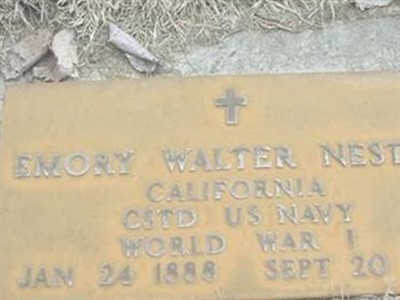 EMORY WALTER NEST
CALIFORNIA
CSTD US NAVY
WORLD WAR I
JAN 24 1888 SEPT 20